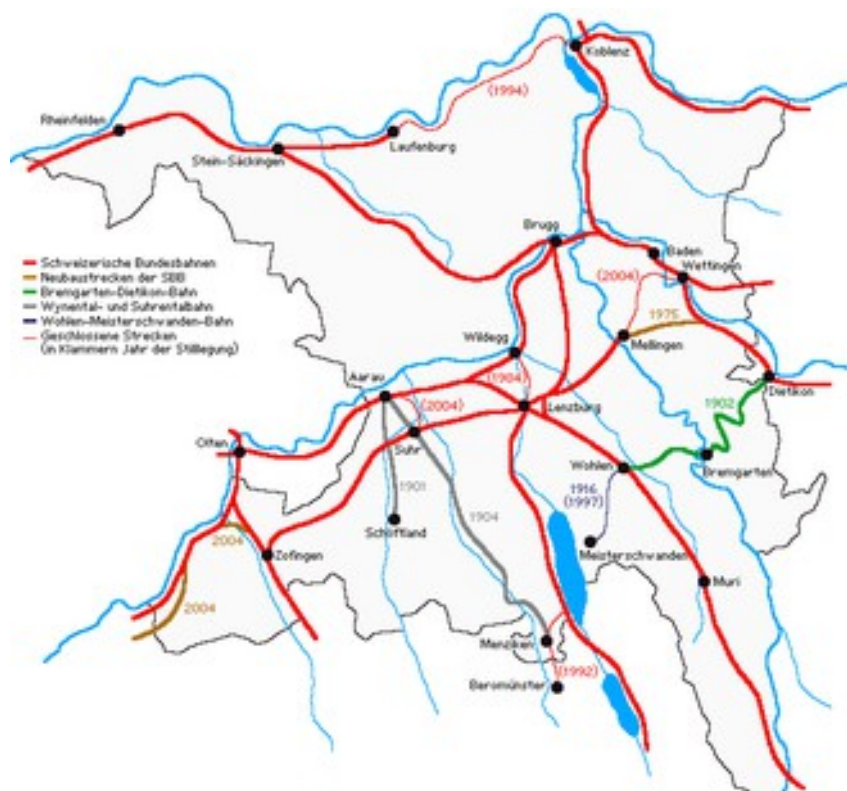 Koblenz
(1994)
Rheinfelden
Laufenburg
Stein-Säckingen
Brugg
Baden
Wettingen
(2004)
Schweizerische Bundesbahnen
Neubaustrecken der SBB
Bremgarten-Dietikon-Bahn
Wynental- und Suhrentalbahn
Wohlen-Meisterschwanden-Bahn
Geschlossene Strecken
(in Klammern Jahr der Stilllegung)
1975
Wildegg
Mellingen
Aarau
(1984)
Dietikon
1902
(2004)
Lenzburg
Olten
Suhr
Wohlen
Bremgarten
1901
1916
(1997)
1904
Schöftland
2004
Zofingen
Meisterschwanden
Muri
2004
Menziken
(1992)
Beromünster